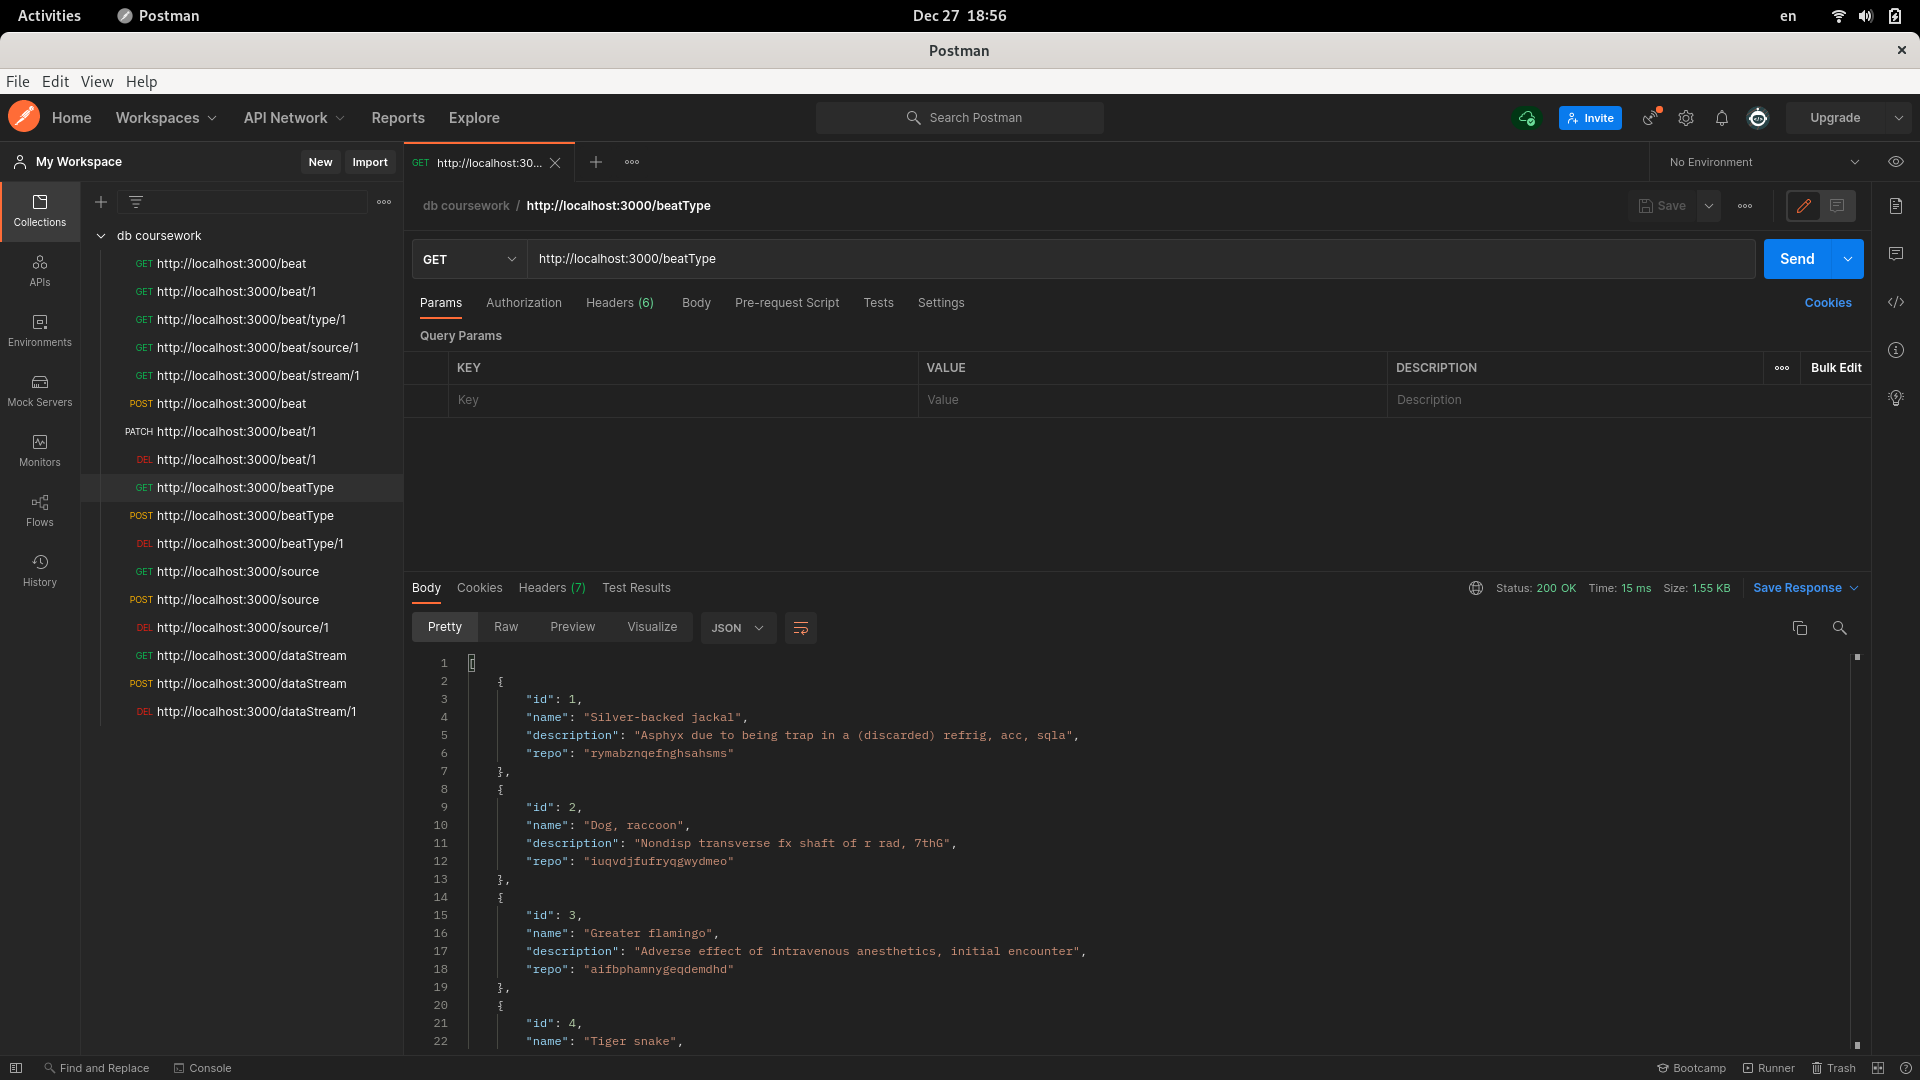 Activities Postman Dec 27 18:56 en
Postman
File Edit View Help
Home Workspaces API Network Reports Explore Search Postman Invite Upgrade
My Workspace New Import GET http://localhost:30... No Environment
Collections
APIs
Environments
Mock Servers
Monitors
Flows
History
db coursework
GET http://localhost:3000/beat
GET http://localhost:3000/beat/1
GET http://localhost:3000/beat/type/1
GET http://localhost:3000/beat/source/1
GET http://localhost:3000/beat/stream/1
POST http://localhost:3000/beat
PATCH http://localhost:3000/beat/1
DEL http://localhost:3000/beat/1
GET http://localhost:3000/beatType
POST http://localhost:3000/beatType
DEL http://localhost:3000/beatType/1
GET http://localhost:3000/source
POST http://localhost:3000/source
DEL http://localhost:3000/source/1
GET http://localhost:3000/dataStream
POST http://localhost:3000/dataStream
DEL http://localhost:3000/dataStream/1
db coursework / http://localhost:3000/beatType Save
GET http://localhost:3000/beatType Send
Params Authorization Headers (6) Body Pre-request Script Tests Settings Cookies
Query Params
KEY VALUE DESCRIPTION Bulk Edit
Key Value Description
Body Cookies Headers (7) Test Results Status: 200 OK Time: 15 ms Size: 1.55 KB Save Response
Pretty Raw Preview Visualize JSON
1 [
2 {
3 "id": 1,
4 "name": "Silver-backed jackal",
5 "description": "Asphyx due to being trap in a (discarded) refrig, acc, sqla",
6 "repo": "rymabznqefnghsahsms"
7 },
8 {
9 "id": 2,
10 "name": "Dog, raccoon",
11 "description": "Nondisp transverse fx shaft of r rad, 7thG",
12 "repo": "iuqvdjfufryqgwydmeo"
13 },
14 {
15 "id": 3,
16 "name": "Greater flamingo",
17 "description": "Adverse effect of intravenous anesthetics, initial encounter",
18 "repo": "aifbphamnygeqdemdhd"
19 },
20 {
21 "id": 4,
22 "name": "Tiger snake",
Find and Replace Console Bootcamp Runner Trash